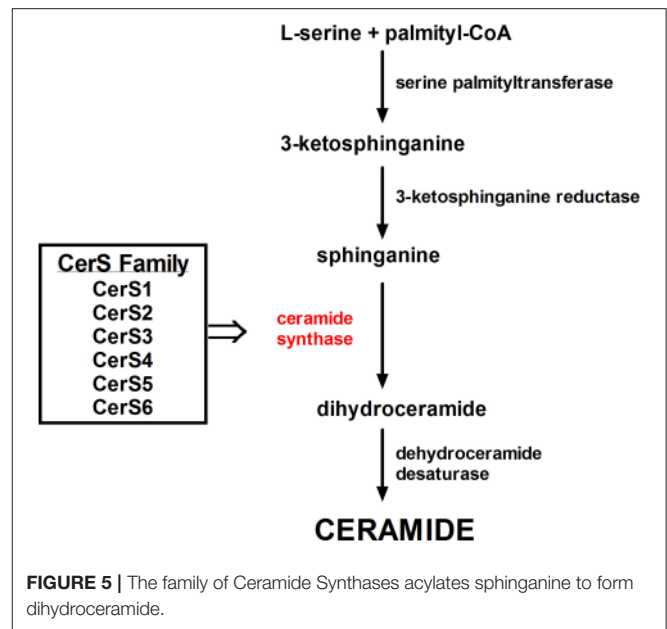 L-serine + palmityl-CoA
serine palmityltransferase
3-ketosphinganine
3-ketosphinganine reductase
sphinganine
CerS Family
CerS1
CerS2
CerS3
CerS4
CerS5
CerS6
ceramide
synthase
dihydroceramide
dehydroceramide
desaturase
CERAMIDE
FIGURE 5 | The family of Ceramide Synthases acylates sphinganine to form
dihydroceramide.